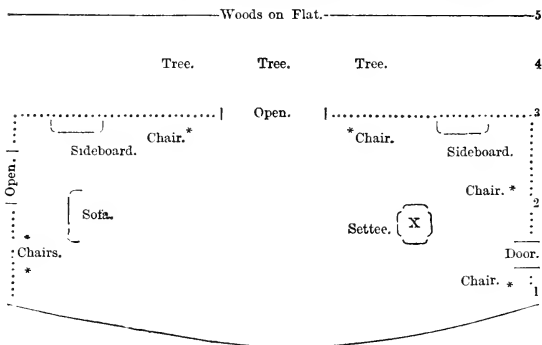 Woods on Flat. 5
Tree. Tree. Tree. 4
Open. 3
Chair.* *Chair.
Sideboard. Sideboard.
Open.
Chair. * 2
Sofa.
Settee. X
* Chairs. *
Door.
Chair. * 1